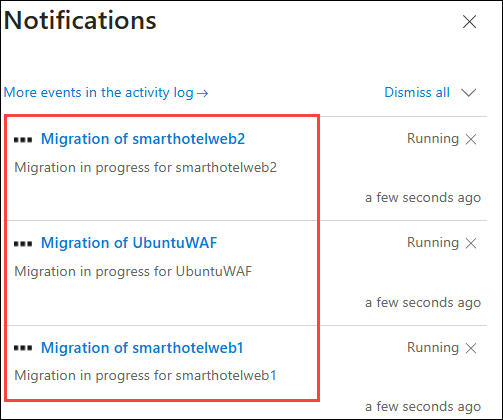 Notifications
More events in the activity log → Dismiss all
Migration of smarthotelweb2 Running
Migration in progress for smarthotelweb2
a few seconds ago
Migration of UbuntuWAF Running
Migration in progress for UbuntuWAF
a few seconds ago
Migration of smarthotelweb1 Running
Migration in progress for smarthotelweb1
a few seconds ago